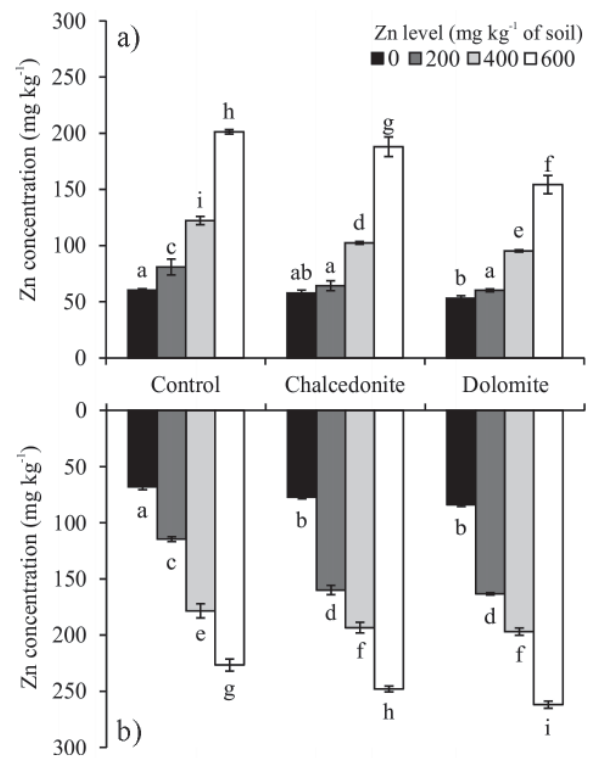 300
a)
Zn level (mg kg⁻¹ of soil)
0 200 400 600
250
h
g
200
f
150
i
d
e
100
c
a
ab
a
b
a
50
0
Zn concentration (mg kg⁻¹)
Control Chalcedonite Dolomite
0
50
a
b
b
100
c
150
d
d
200
e
f
f
250
g
h
i
300
b)
Zn concentration (mg kg⁻¹)